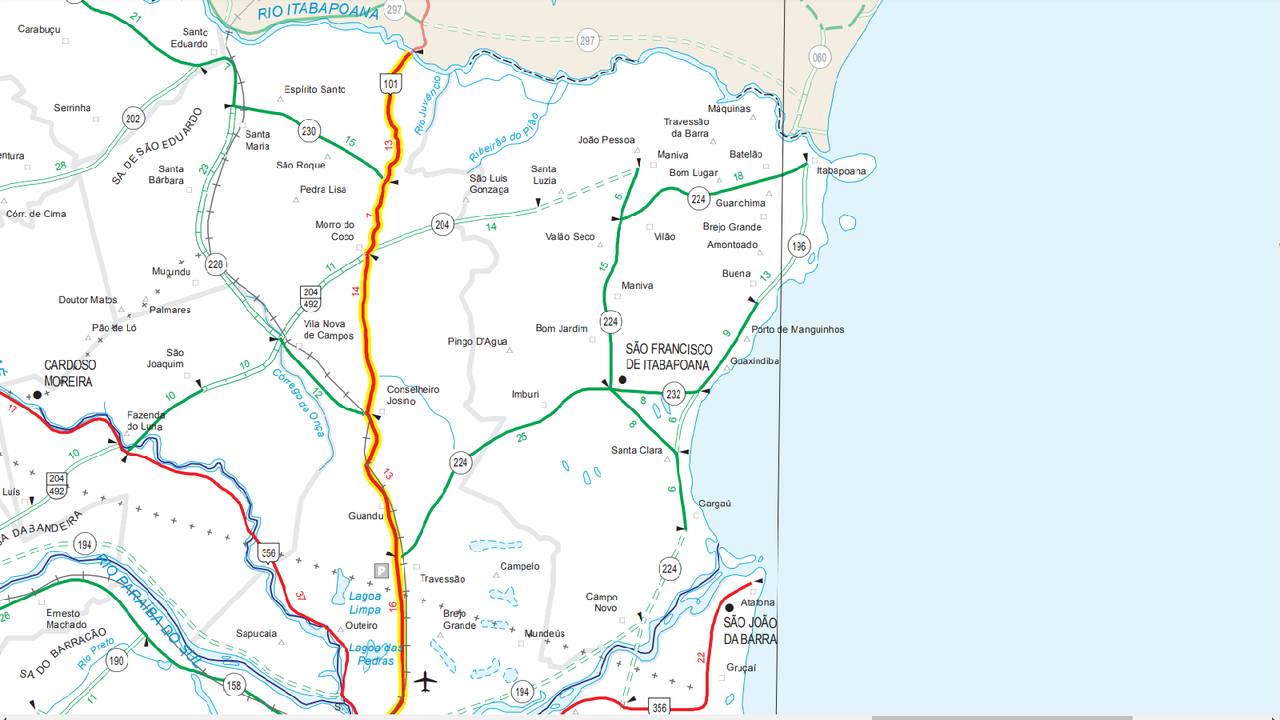 RIO ITABAPOANA
297
21
Carabuçu
Santo
Eduardo
297
060
101
Espírito Santo
Serrinha
202
SA. DE SÃO EDUARDO
230
15
13
Rio Juvêncio
Ribeirão do Pião
Máquinas
Travessão
da Barra
João Pessoa
Santa
Maria
São Roque
Maniva
Batelão
28
Santa
Bárbara
23
Pedra Lisa
São Luis
Gonzaga
Santa
Luzia
Bom Lugar
18
Itabapoana
5
224
Guarchima
Córr. de Cima
7
Morro do
Coco
204
14
Valão Seco
Vilão
Brejo Grande
Amontoado
196
228
11
15
Mugundu
Buena
13
Doutor Matos
Palmares
204
492
14
Maniva
Pão de Ló
Vila Nova
de Campos
Bom Jardim
224
9
Porto de Manguinhos
São
Joaquim
Pingo D'Agua
SÃO FRANCISCO
DE ITABAPOANA
Guaxindiba
CARDOSO
MOREIRA
10
10
Córrego da Onça
12
Conselheiro
Josino
Imburi
8
232
17
Fazenda
do Luna
25
8
6
10
224
Santa Clara
204
492
Luís
13
6
Gargaú
Guandu
SA DA BANDEIRA
194
356
224
P
RIO PARAIBA DO SUL
Travessão
Campelo
37
Lagoa
Limpa
16
Campo
Novo
Atafona
26
Ernesto
Machado
Outeiro
Brejo
Grande
Mundeús
SÃO JOÃO
DA BARRA
Sapucaia
SA. DO BARRAÇÃO
Rio Preto
190
Lagoa das
Pedras
22
Gruçaí
158
11
194
356